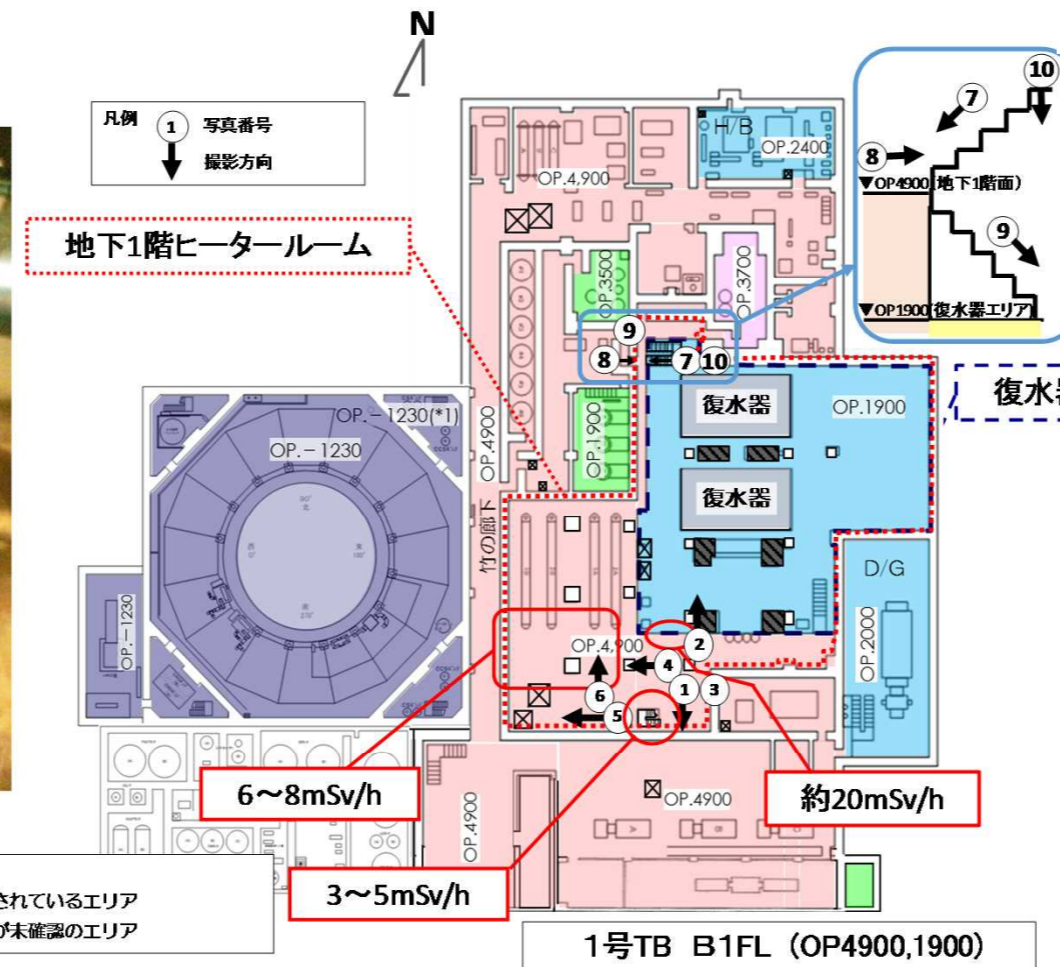 N
凡例
① 写真番号
撮影方向
地下1階ヒータールーム
H/B
OP.2400
OP.4,900
OP.3500
OP.3700
⑨
⑧
⑦⑩
OP.4900
OP.1900
竹の廊下
復水器
OP.1900
復水器
OP.－1230(*1)
OP.－1230
OP.－1230
D/G
OP.2000
OP.4,900
②
④
⑥
①
③
⑤
6～8mSv/h
3～5mSv/h
約20mSv/h
OP.4900
OP.4900
⑩
⑦
⑧
▼OP4900(地下1階面)
⑨
▼OP1900(復水器エリア)
復水器
されているエリア
が未確認のエリア
1号TB B1FL（OP4900,1900）